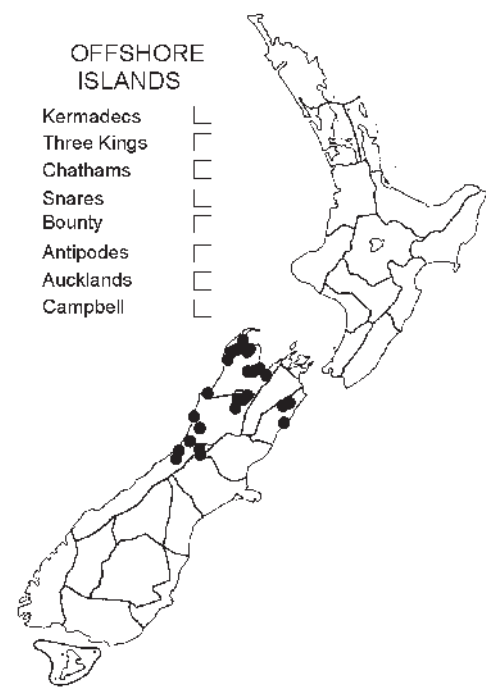 OFFSHORE
ISLANDS
Kermadecs
Three Kings
Chathams
Snares
Bounty
Antipodes
Aucklands
Campbell